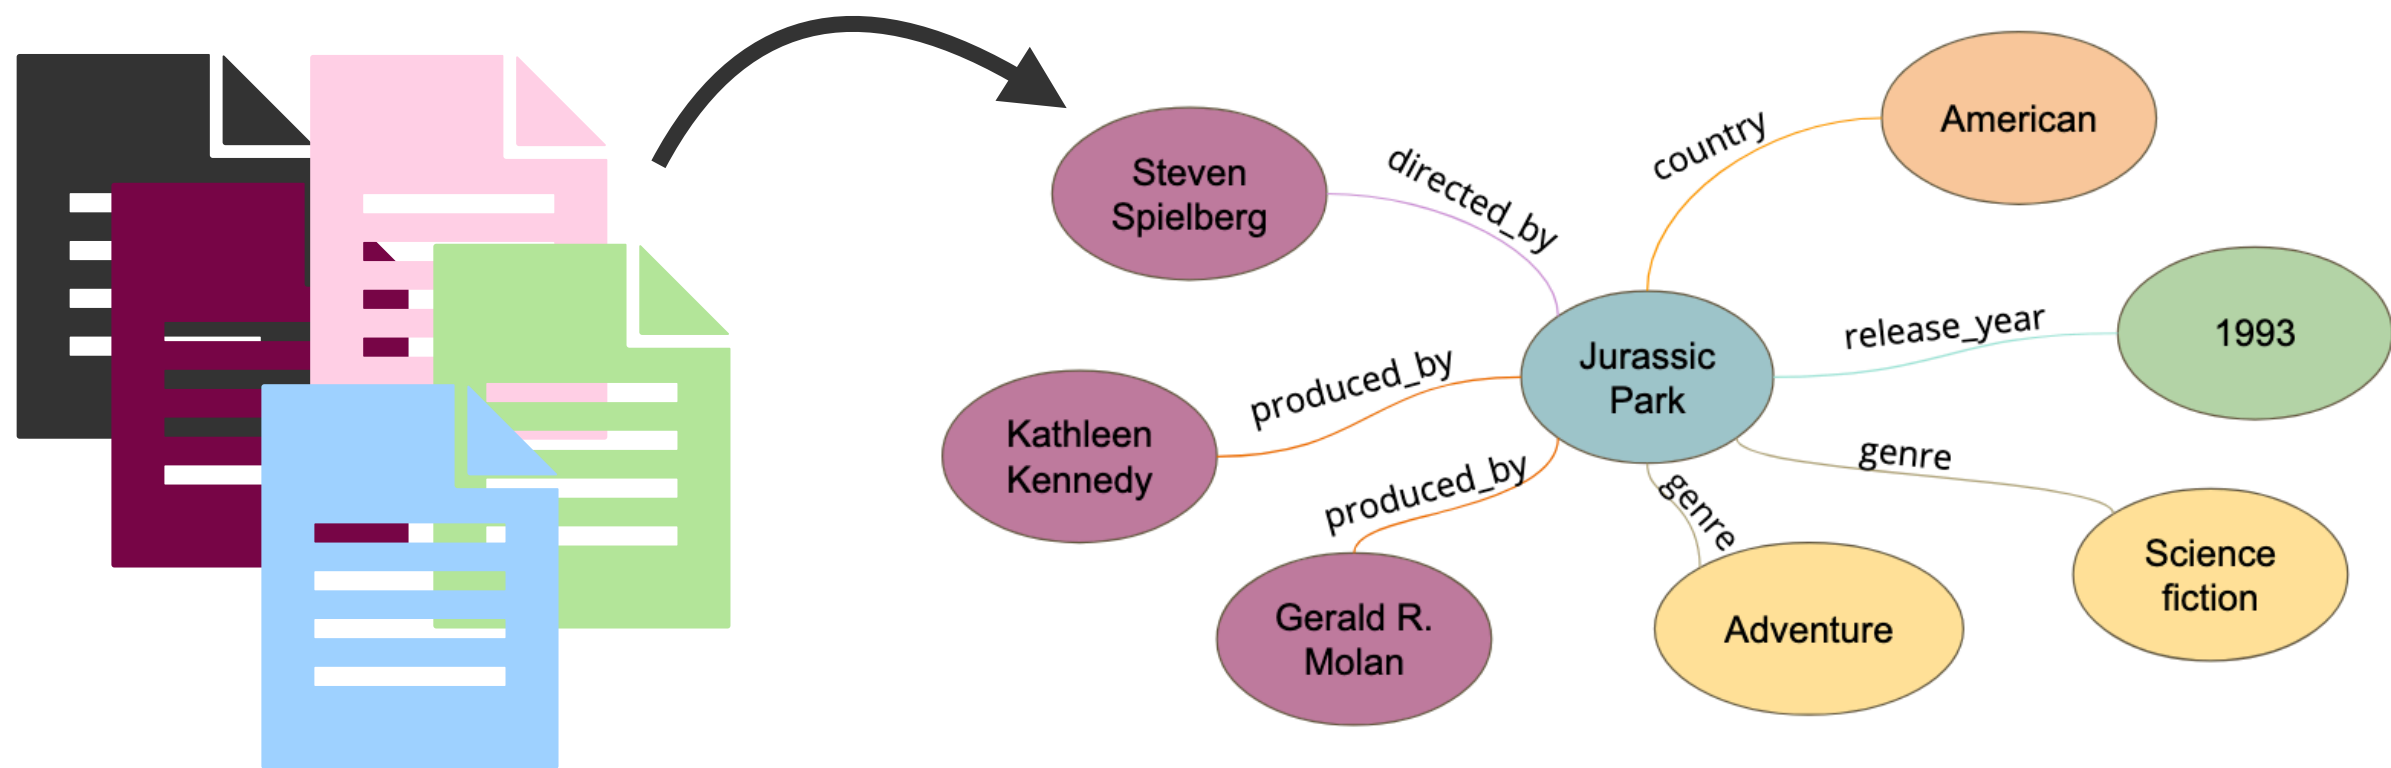 American
country
Steven
Spielberg
directed_by
release_year
1993
Jurassic
Park
produced_by
Kathleen
Kennedy
genre
produced_by
genre
Science
fiction
Gerald R.
Molan
Adventure